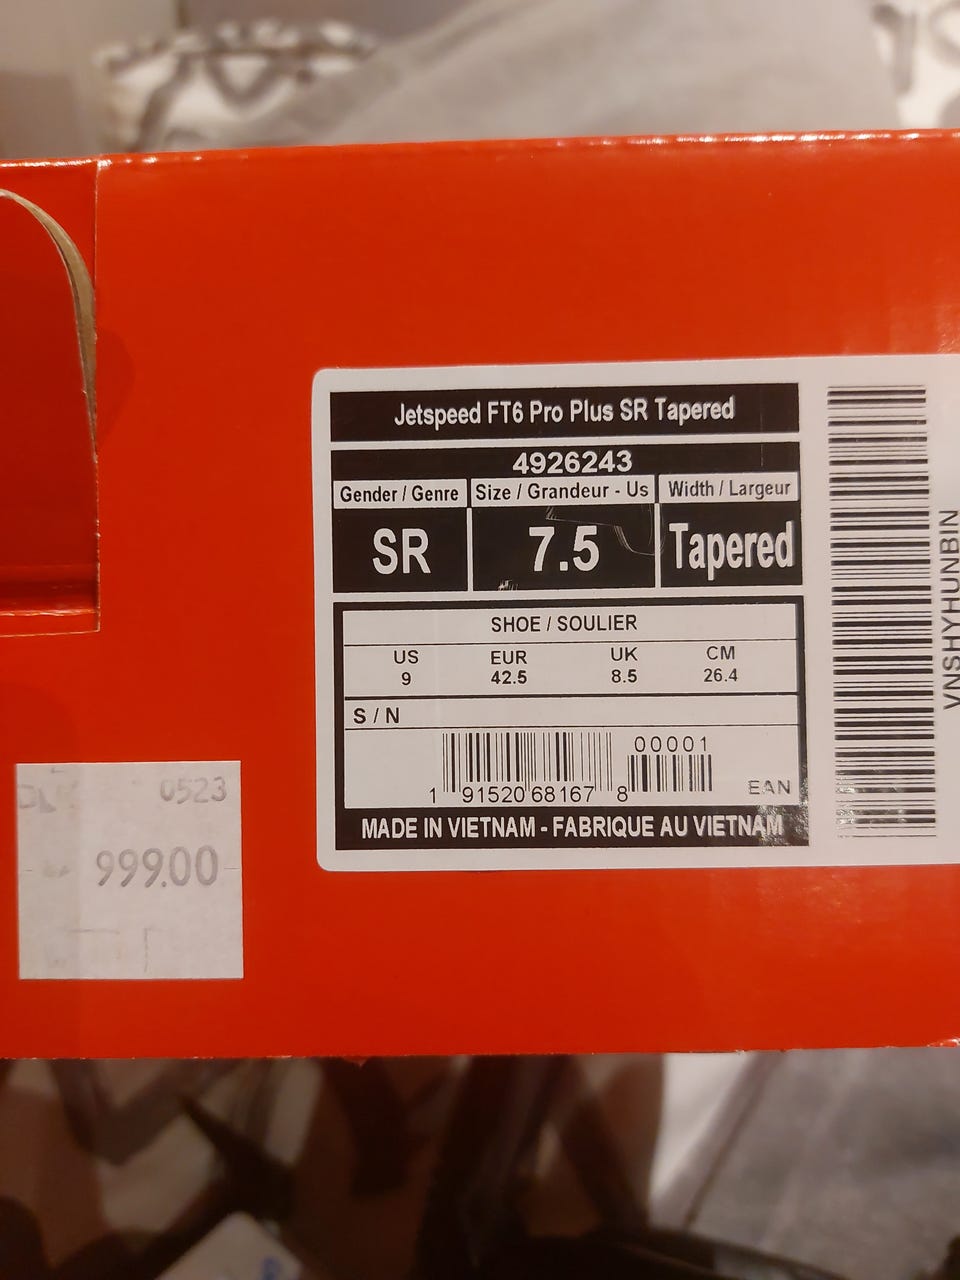 Jetspeed FT6 Pro Plus SR Tapered
4926243
Gender / Genre
Size / Grandeur - Us
Width / Largeur
SR
7.5
Tapered
SHOE / SOULIER
US EUR UK CM
9 42.5 8.5 26.4
S / N
00001
1 91520 68167 8
EAN
MADE IN VIETNAM - FABRIQUE AU VIETNAM
VNSHYHUNBIN
0523
999.00